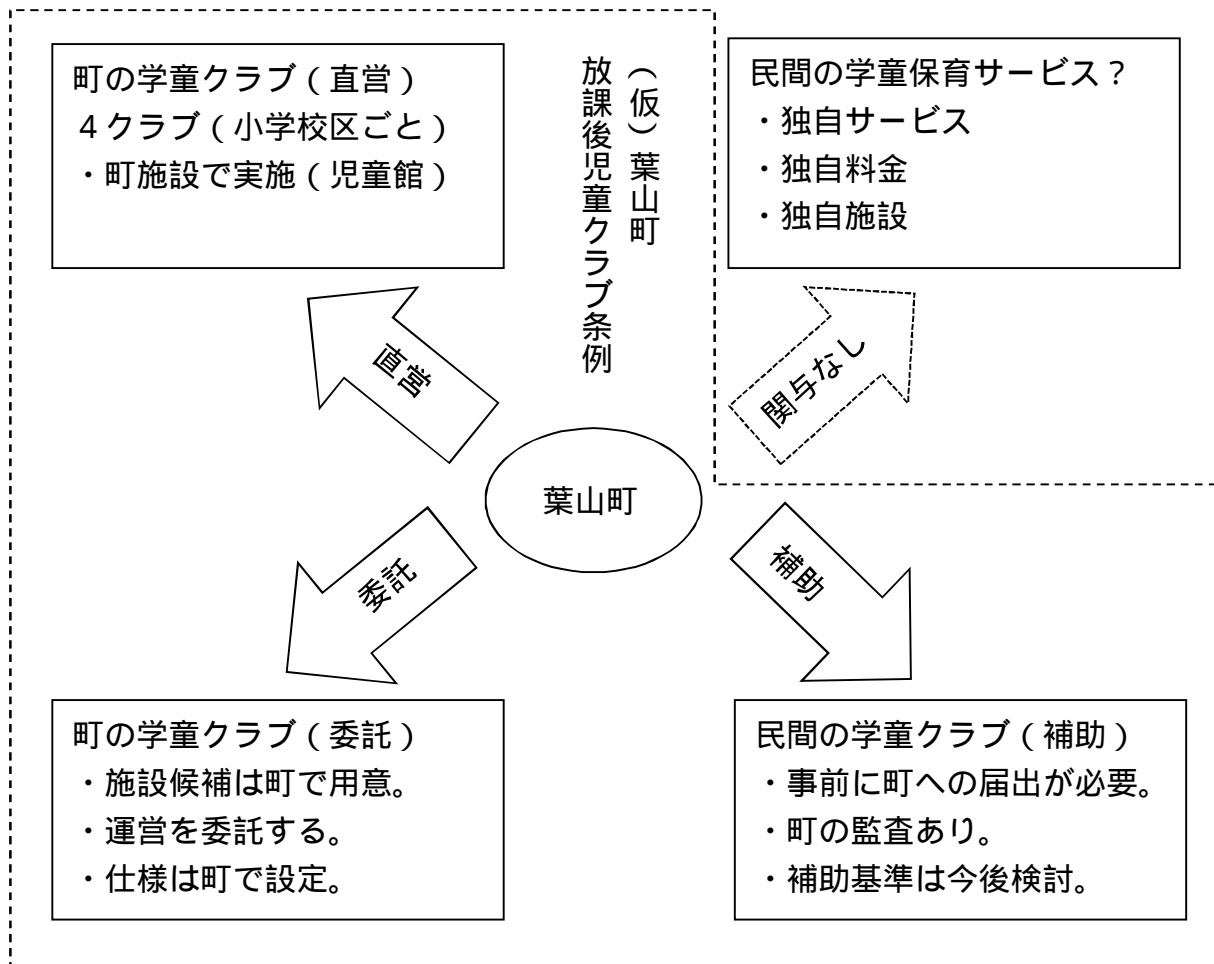 町の学童クラブ（直営）
４クラブ（小学校区ごと）
・町施設で実施（児童館）
（仮）葉山町
放課後児童クラブ条例
民間の学童保育サービス？
・独自サービス
・独自料金
・独自施設
直営
関与なし
葉山町
委託
補助
町の学童クラブ（委託）
・施設候補は町で用意。
・運営を委託する。
・仕様は町で設定。
民間の学童クラブ（補助）
・事前に町への届出が必要。
・町の監査あり。
・補助基準は今後検討。